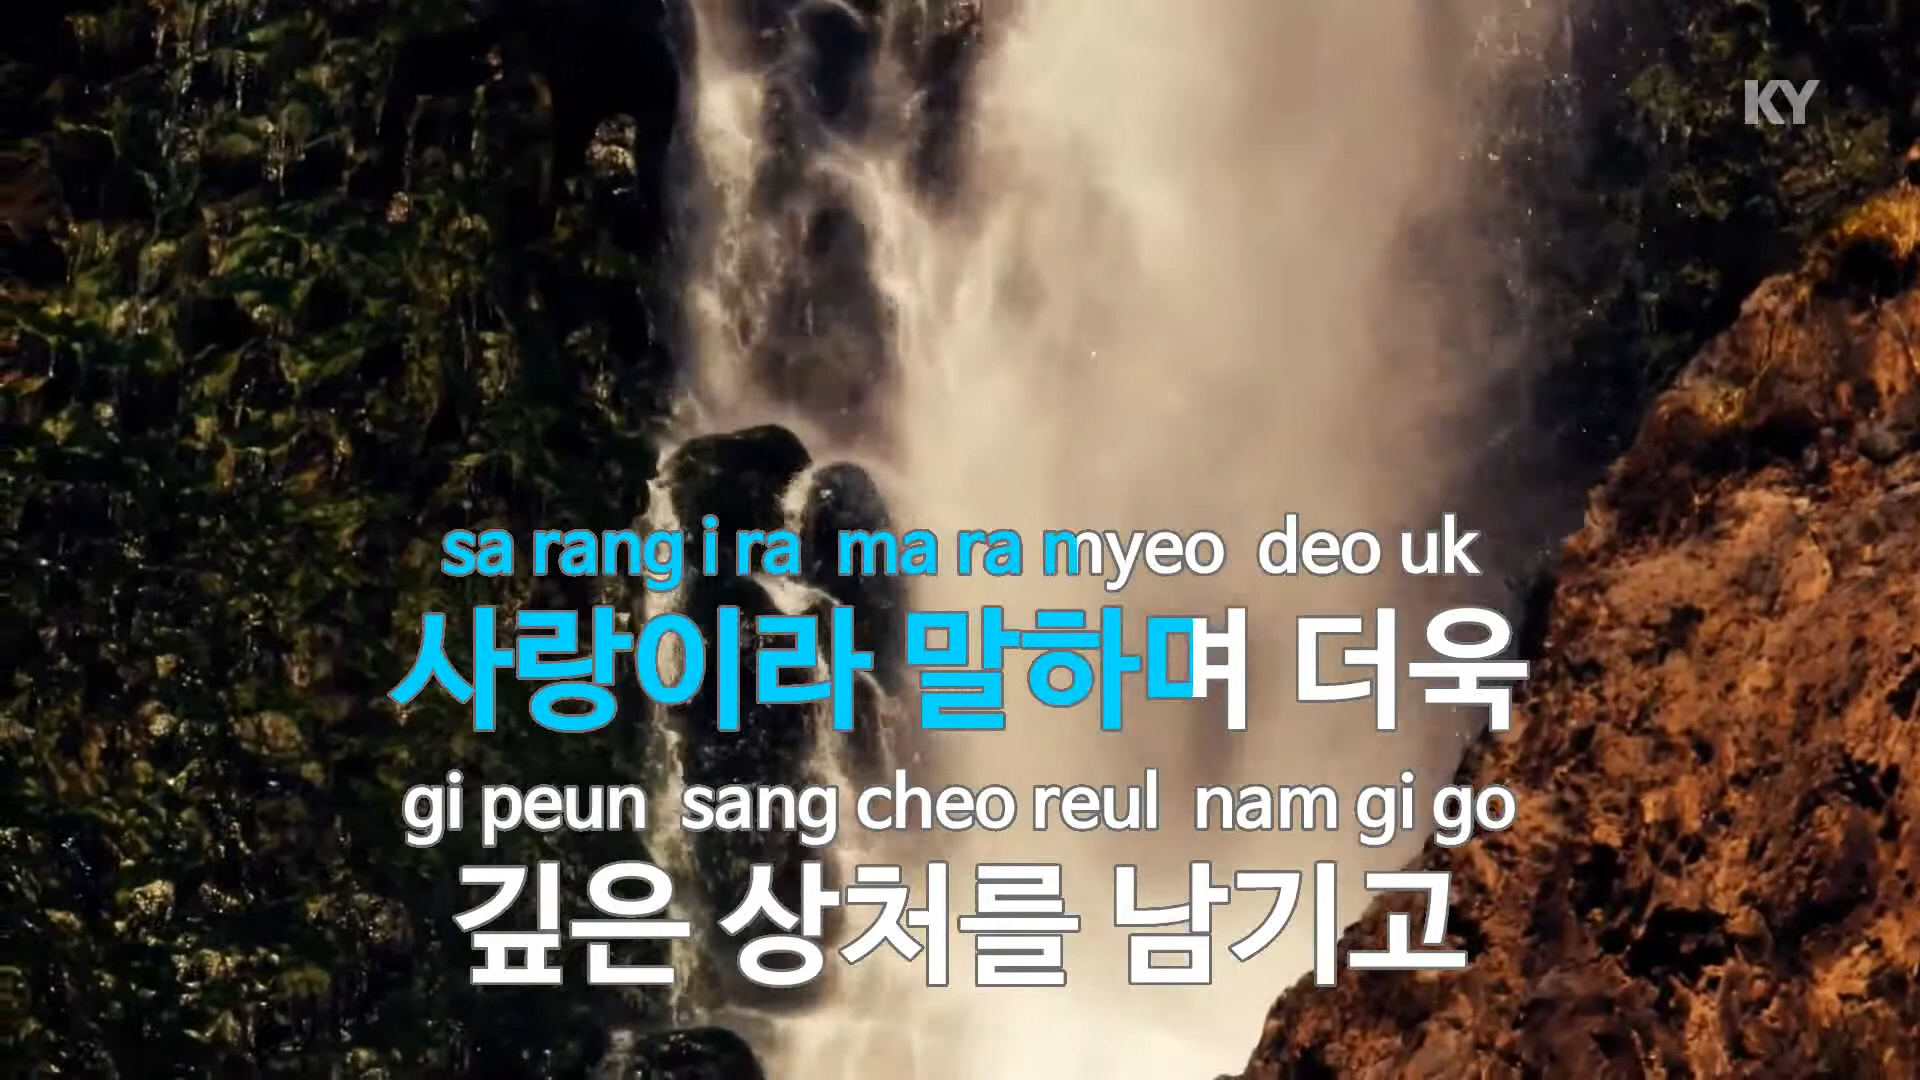 KY
sa rang i ra ma ra myeo deo uk
사랑이라 말하며 더욱
gi peun sang cheo reul nam gi go
깊은 상처를 남기고